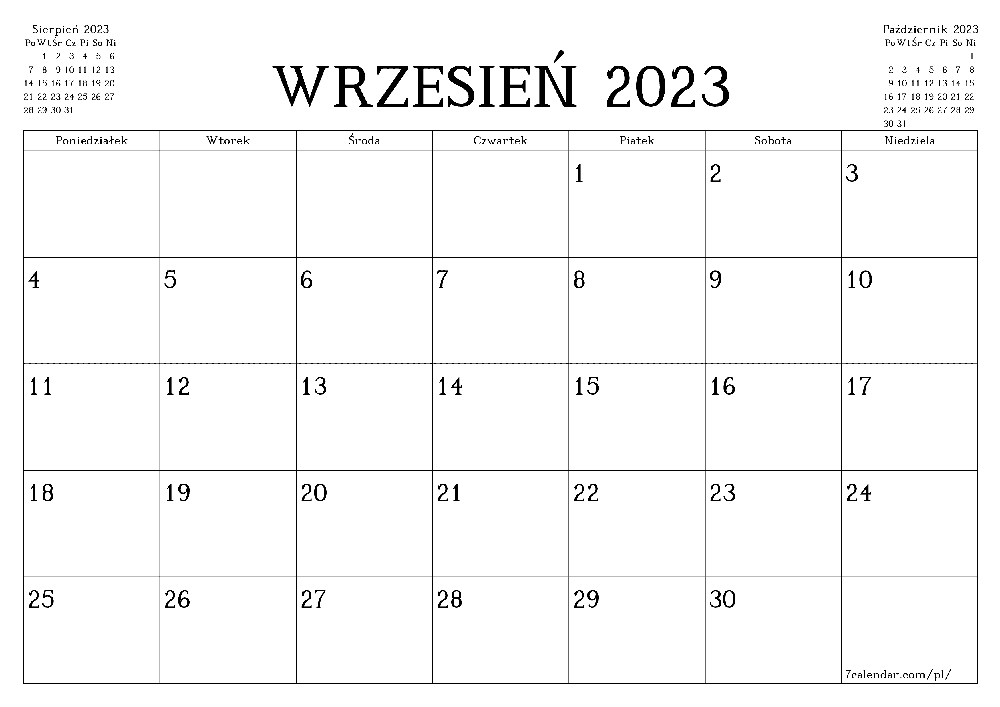 Sierpień 2023
Po Wt Śr Cz Pi So Ni
1 2 3 4 5 6
7 8 9 10 11 12 13
14 15 16 17 18 19 20
21 22 23 24 25 26 27
28 29 30 31
WRZESIEŃ 2023
Październik 2023
Po Wt Śr Cz Pi So Ni
1
2 3 4 5 6 7 8
9 10 11 12 13 14 15
16 17 18 19 20 21 22
23 24 25 26 27 28 29
30 31
Poniedziałek Wtorek Środa Czwartek Piatek Sobota Niedziela
1 2 3
4 5 6 7 8 9 10
11 12 13 14 15 16 17
18 19 20 21 22 23 24
25 26 27 28 29 30
7calendar.com/pl/